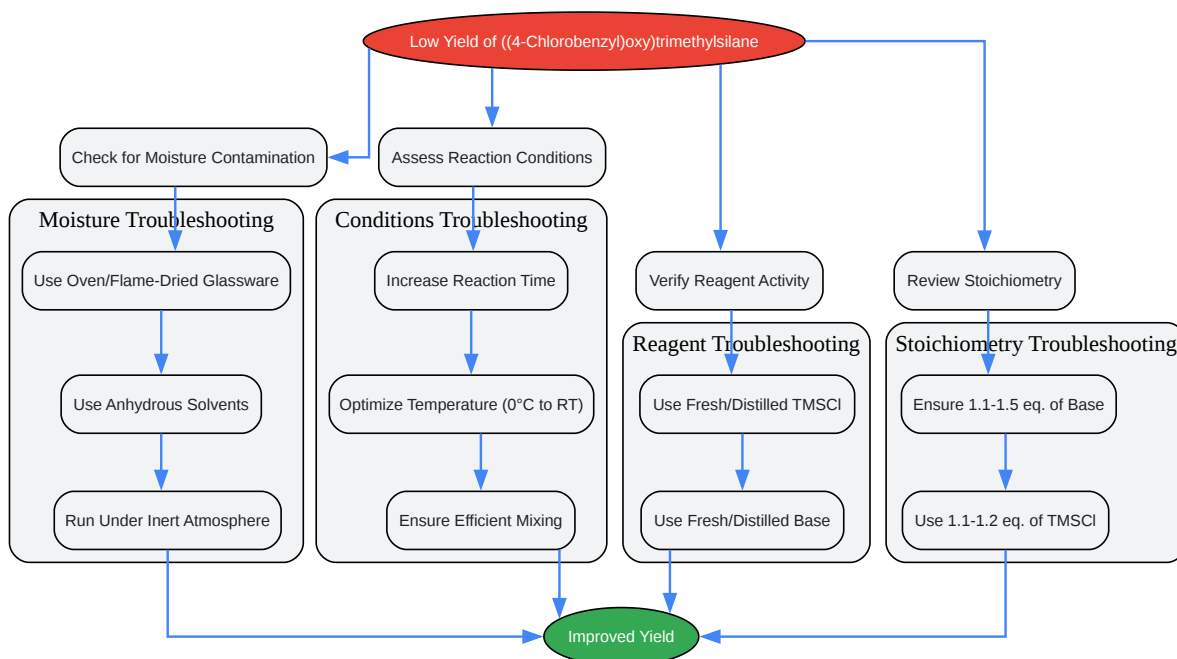 Low Yield of ((4-Chlorobenzyl)oxy)trimethylsilane
Check for Moisture Contamination
Assess Reaction Conditions
Moisture Troubleshooting
Conditions Troubleshooting
Use Oven/Flame-Dried Glassware
Increase Reaction Time
Verify Reagent Activity
Review Stoichiometry
Reagent Troubleshooting
Stoichiometry Troubleshooting
Use Anhydrous Solvents
Optimize Temperature (0°C to RT)
Use Fresh/Distilled TMSCl
Ensure 1.1-1.5 eq. of Base
Run Under Inert Atmosphere
Ensure Efficient Mixing
Use Fresh/Distilled Base
Use 1.1-1.2 eq. of TMSCl
Improved Yield